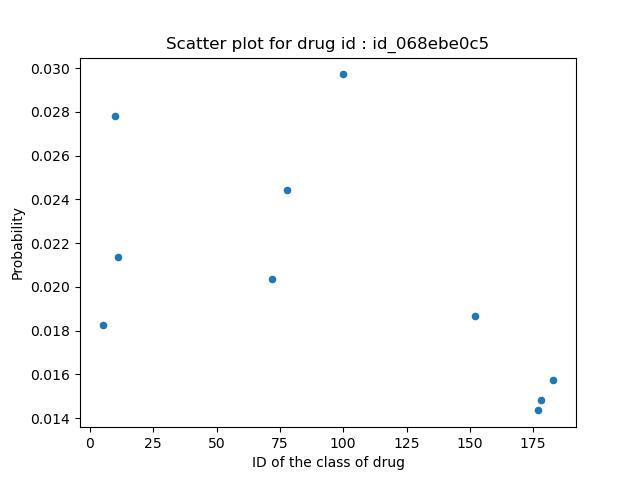 Scatter plot for drug id : id_068ebe0c5
0.030
0.028
0.026
0.024
0.022
0.020
0.018
0.016
0.014
Probability
0 25 50 75 100 125 150 175
ID of the class of drug